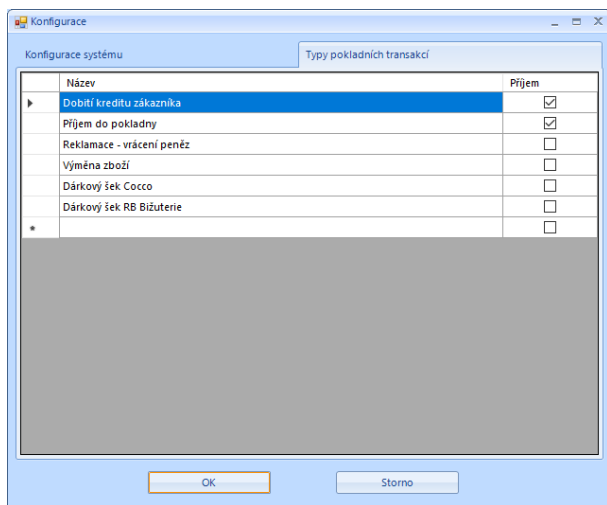 Konfigurace
Konfigurace systému
Typy pokladních transakcí
Název Příjem
Dobití kreditu zákazníka
Příjem do pokladny
Reklamace - vrácení peněz
Výměna zboží
Dárkový šek Cocco
Dárkový šek RB Bižuterie
OK Storno